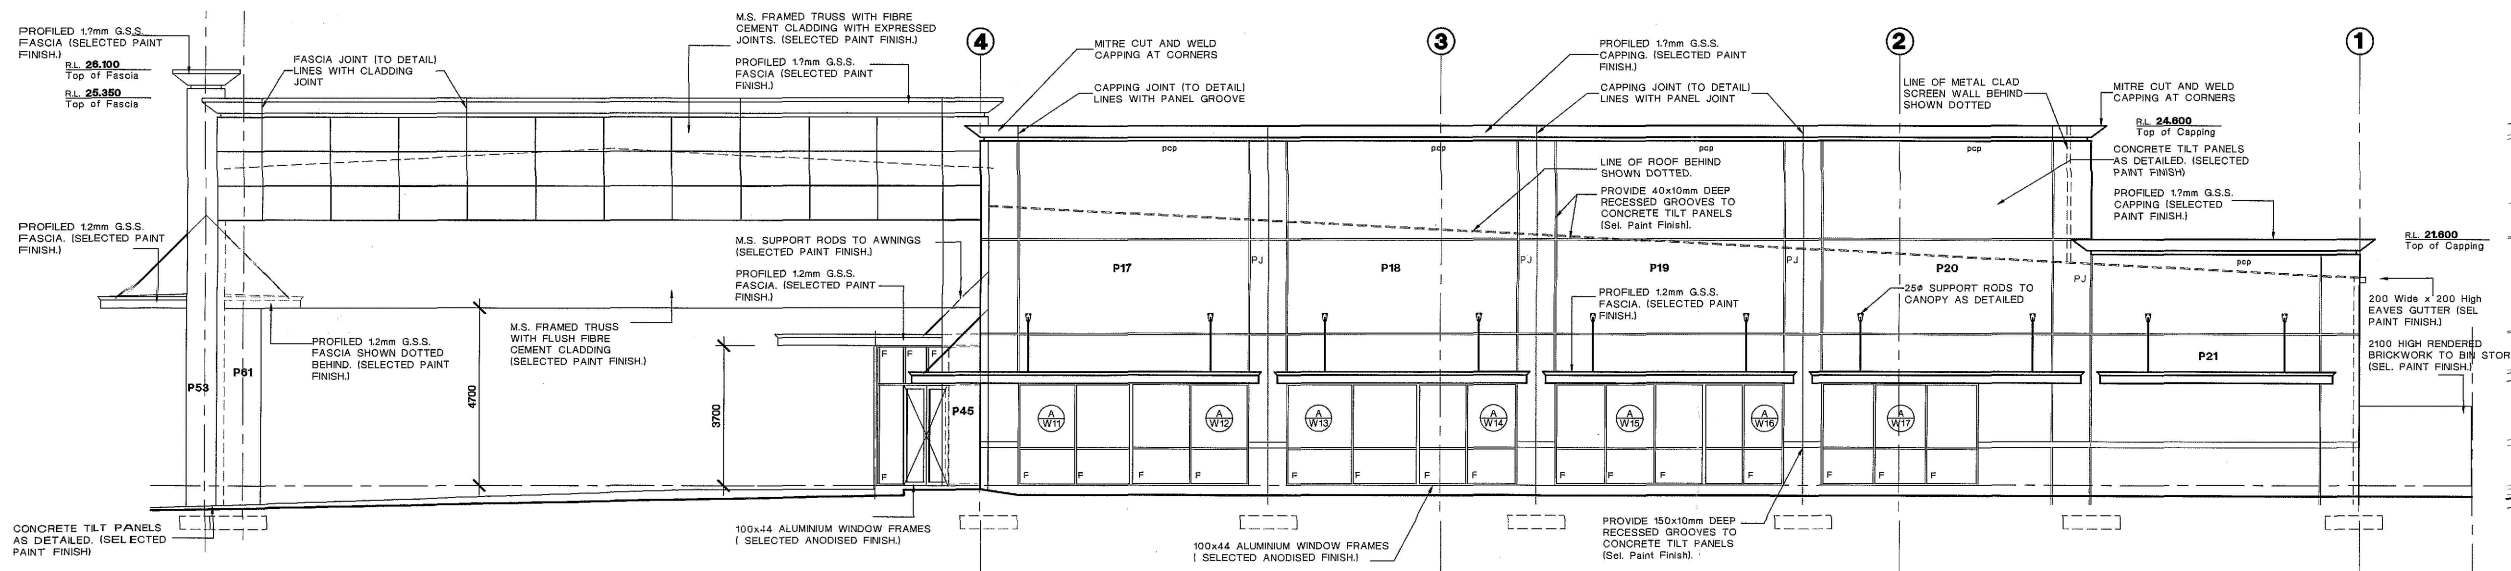 PROFILED 1.?mm G.S.S.
FASCIA (SELECTED PAINT
FINISH.)
R.L. 26.100
Top of Fascia
R.L. 25.350
Top of Fascia
FASCIA JOINT (TO DETAIL)
LINES WITH CLADDING
JOINT
M.S. FRAMED TRUSS WITH FIBRE
CEMENT CLADDING WITH EXPRESSED
JOINTS. (SELECTED PAINT FINISH.)
PROFILED 1.?mm G.S.S.
FASCIA (SELECTED PAINT
FINISH.)
4
MITRE CUT AND WELD
CAPPING AT CORNERS
CAPPING JOINT (TO DETAIL)
LINES WITH PANEL GROOVE
3
PROFILED 1.?mm G.S.S.
CAPPING. (SELECTED PAINT
FINISH.)
CAPPING JOINT (TO DETAIL)
LINES WITH PANEL JOINT
2
LINE OF METAL CLAD
SCREEN WALL BEHIND
SHOWN DOTTED
1
MITRE CUT AND WELD
CAPPING AT CORNERS
R.L. 24.600
Top of Capping
CONCRETE TILT PANELS
AS DETAILED. (SELECTED
PAINT FINISH)
PROFILED 1.?mm G.S.S.
CAPPING (SELECTED
PAINT FINISH.)
R.L. 21.600
Top of Capping
pcp
pcp
pcp
pcp
pcp
LINE OF ROOF BEHIND
SHOWN DOTTED.
PROVIDE 40x10mm DEEP
RECESSED GROOVES TO
CONCRETE TILT PANELS
(Sel. Paint Finish).
PROFILED 1.2mm G.S.S.
FASCIA. (SELECTED PAINT
FINISH.)
M.S. SUPPORT RODS TO AWNINGS
(SELECTED PAINT FINISH.)
PROFILED 1.2mm G.S.S.
FASCIA. (SELECTED PAINT
FINISH.)
P17
PJ
P18
PJ
P19
PJ
P20
PJ
PROFILED 1.2mm G.S.S.
FASCIA. (SELECTED PAINT
FINISH.)
25ø SUPPORT RODS TO
CANOPY AS DETAILED
200 Wide x 200 High
EAVES GUTTER (SEL
PAINT FINISH.)
2100 HIGH RENDERED
BRICKWORK TO BIN STOR
(SEL. PAINT FINISH.)
M.S. FRAMED TRUSS
WITH FLUSH FIBRE
CEMENT CLADDING
(SELECTED PAINT FINISH.)
PROFILED 1.2mm G.S.S.
FASCIA SHOWN DOTTED
BEHIND. (SELECTED PAINT
FINISH.)
P53
P61
P21
4700
3700
F F F
P45
A
W11
A
W12
A
W13
A
W14
A
W15
A
W16
A
W17
F
F F F F
F F F F
F F F F
F F F
CONCRETE TILT PANELS
AS DETAILED. (SELECTED
PAINT FINISH)
100x44 ALUMINIUM WINDOW FRAMES
( SELECTED ANODISED FINISH.)
100x44 ALUMINIUM WINDOW FRAMES
( SELECTED ANODISED FINISH.)
PROVIDE 150x10mm DEEP
RECESSED GROOVES TO
CONCRETE TILT PANELS
(Sel. Paint Finish).